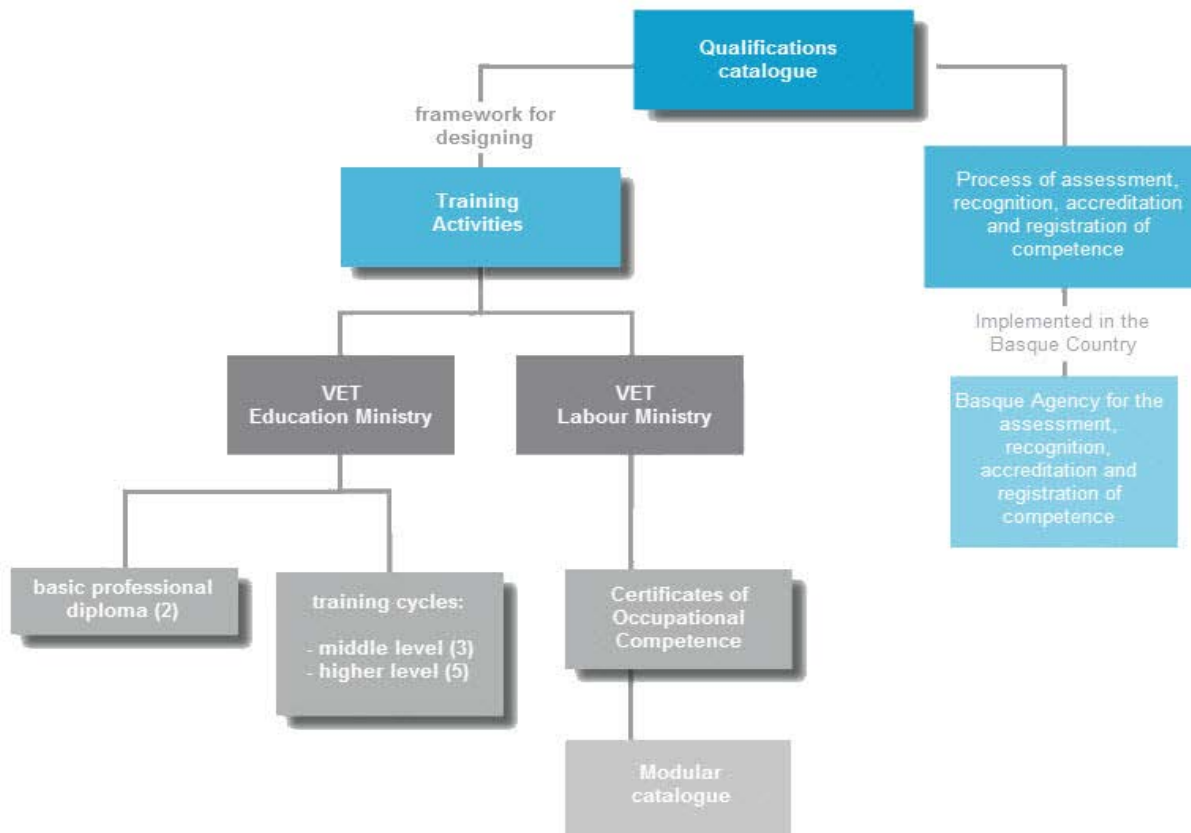 Qualifications
catalogue
framework for
designing
Training
Activities
Process of assessment,
recognition, accreditation
and registration of
competence
Implemented in the
Basque Country
VET
Education Ministry
VET
Labour Ministry
Basque Agency for the
assessment,
recognition,
accreditation and
registration of
competence
basic professional
diploma (2)
training cycles:
- middle level (3)
- higher level (5)
Certificates of
Occupational
Competence
Modular
catalogue